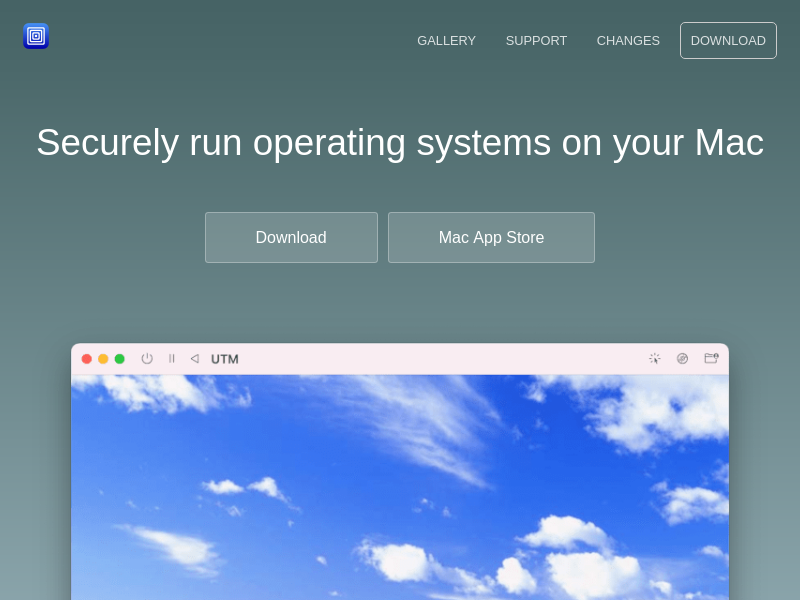 GALLERY SUPPORT CHANGES DOWNLOAD
Securely run operating systems on your Mac
Download Mac App Store
UTM